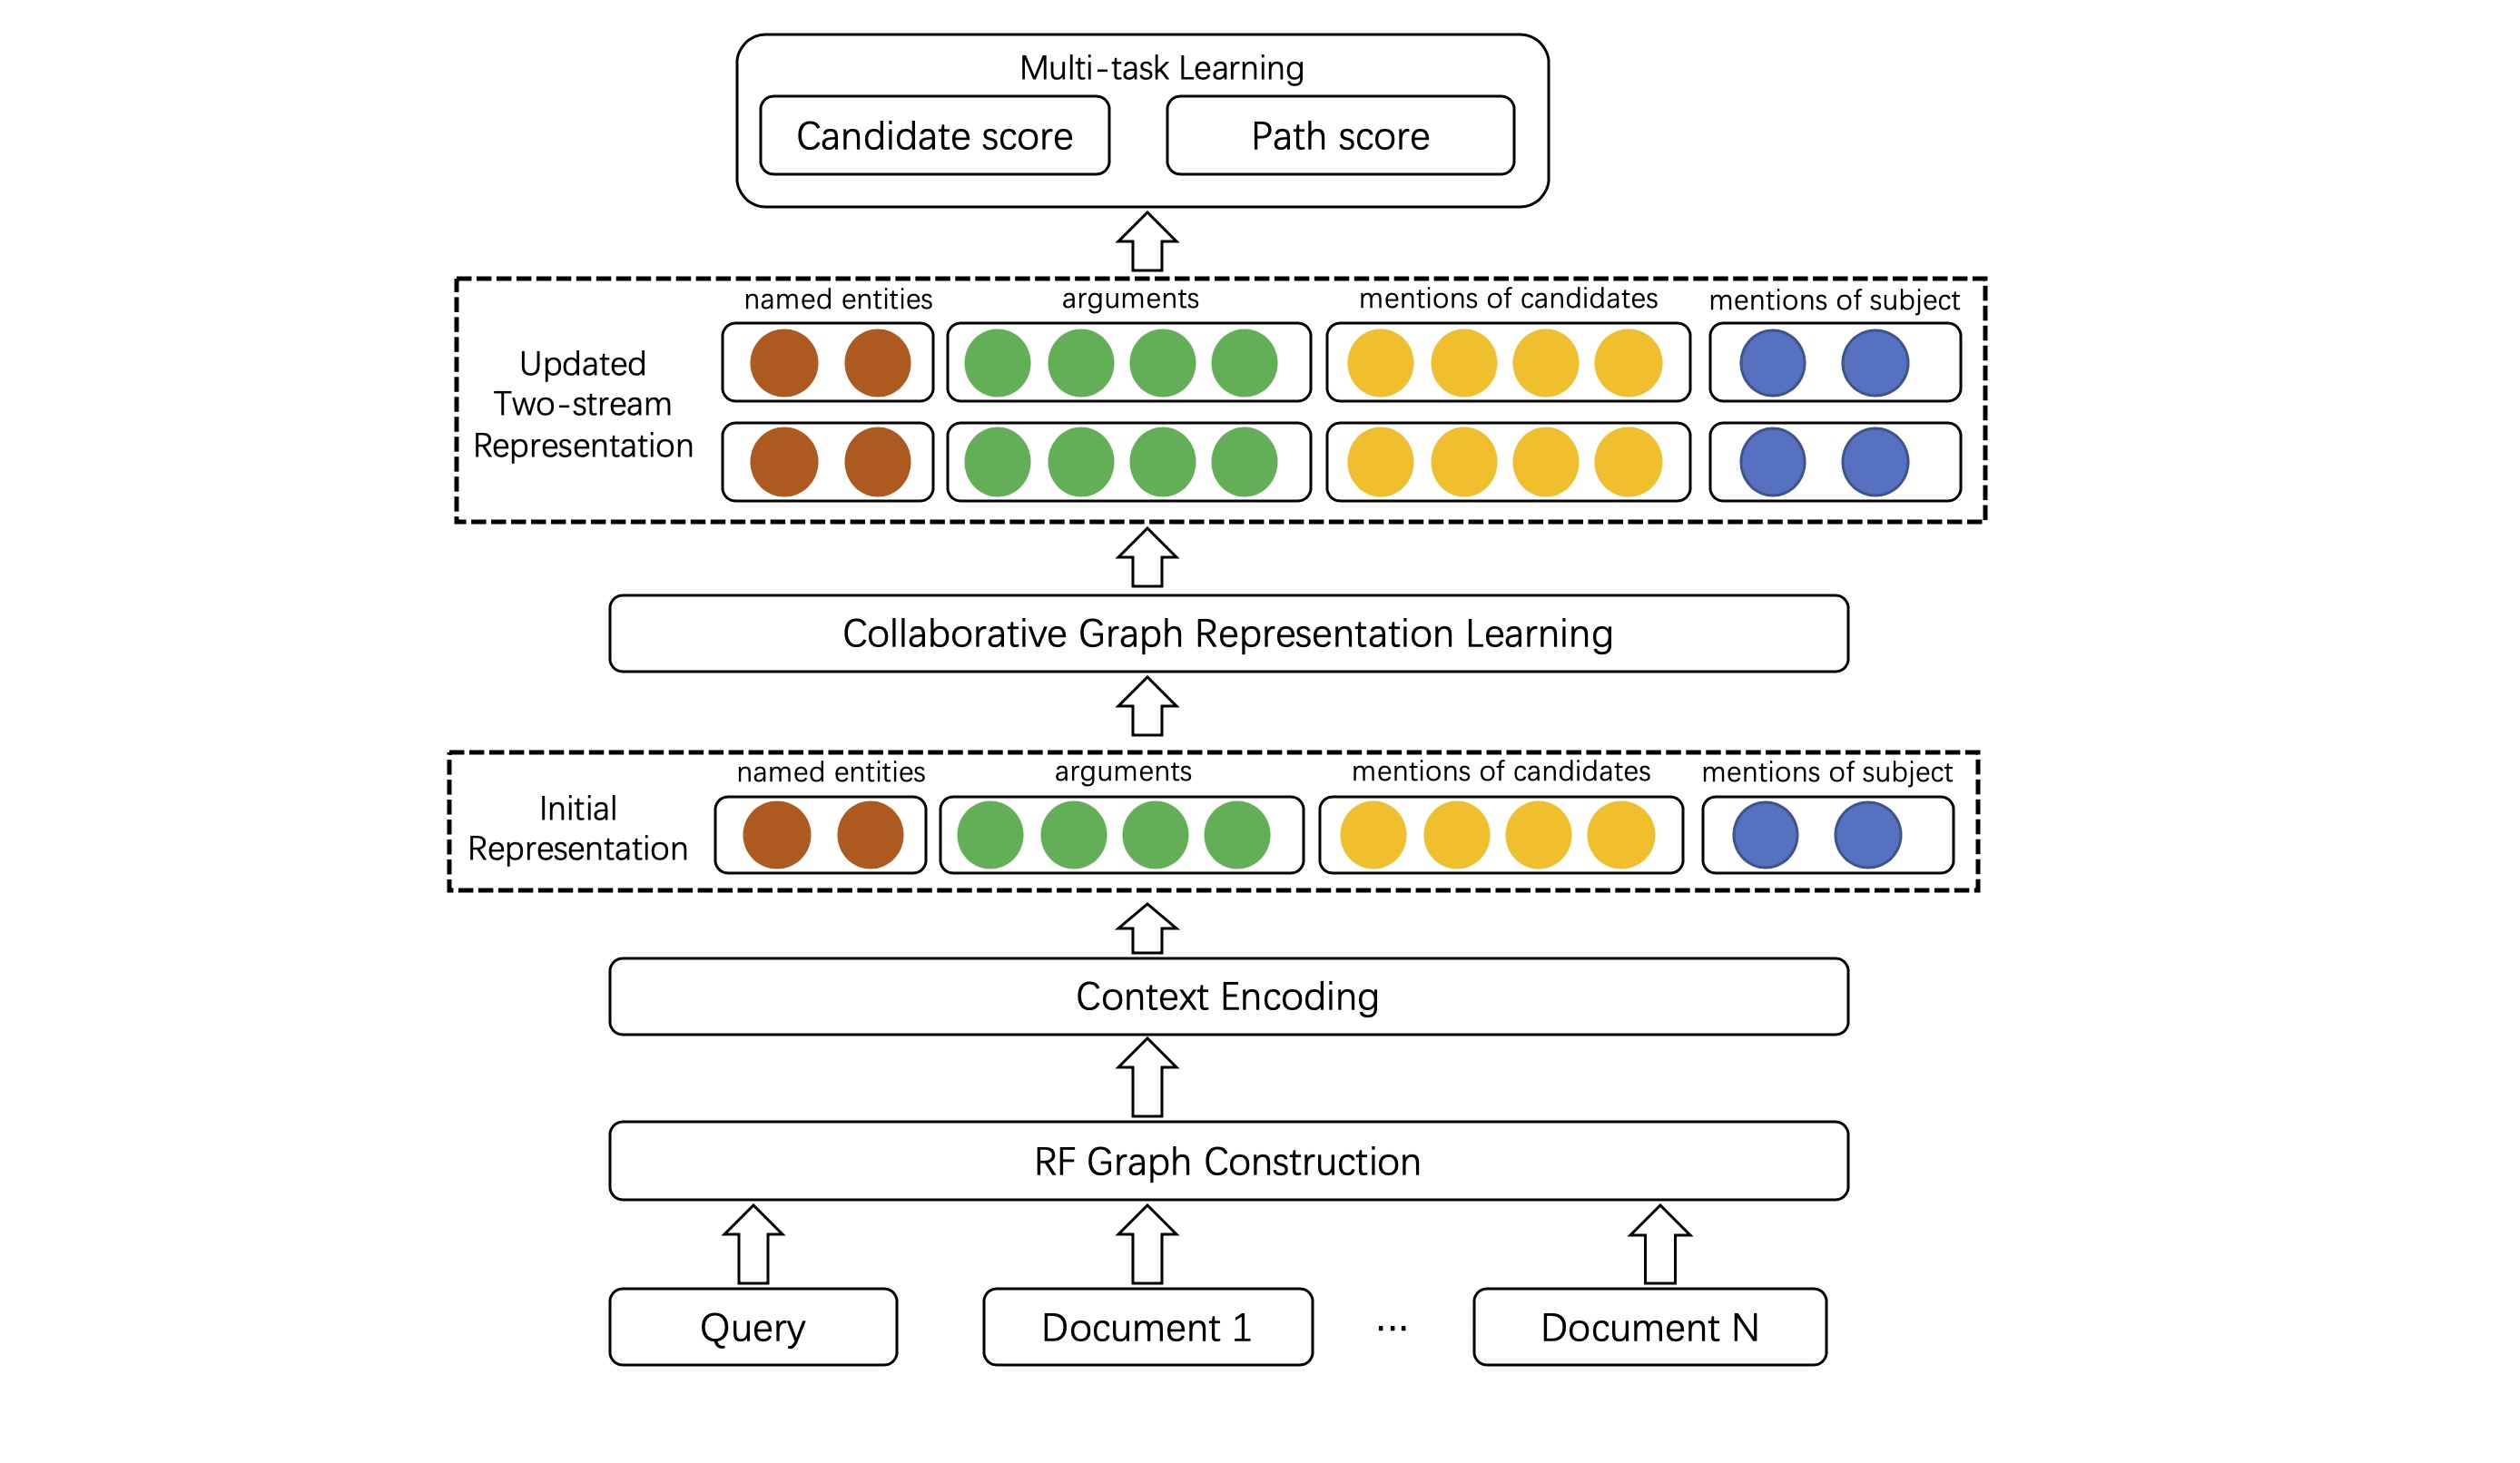 Multi-task Learning
Candidate score
Path score
named entities
arguments
mentions of candidates
mentions of subject
Updated
Two-stream
Representation
Collaborative Graph Representation Learning
named entities
arguments
mentions of candidates
mentions of subject
Initial
Representation
Context Encoding
RF Graph Construction
Query
Document 1
...
Document N